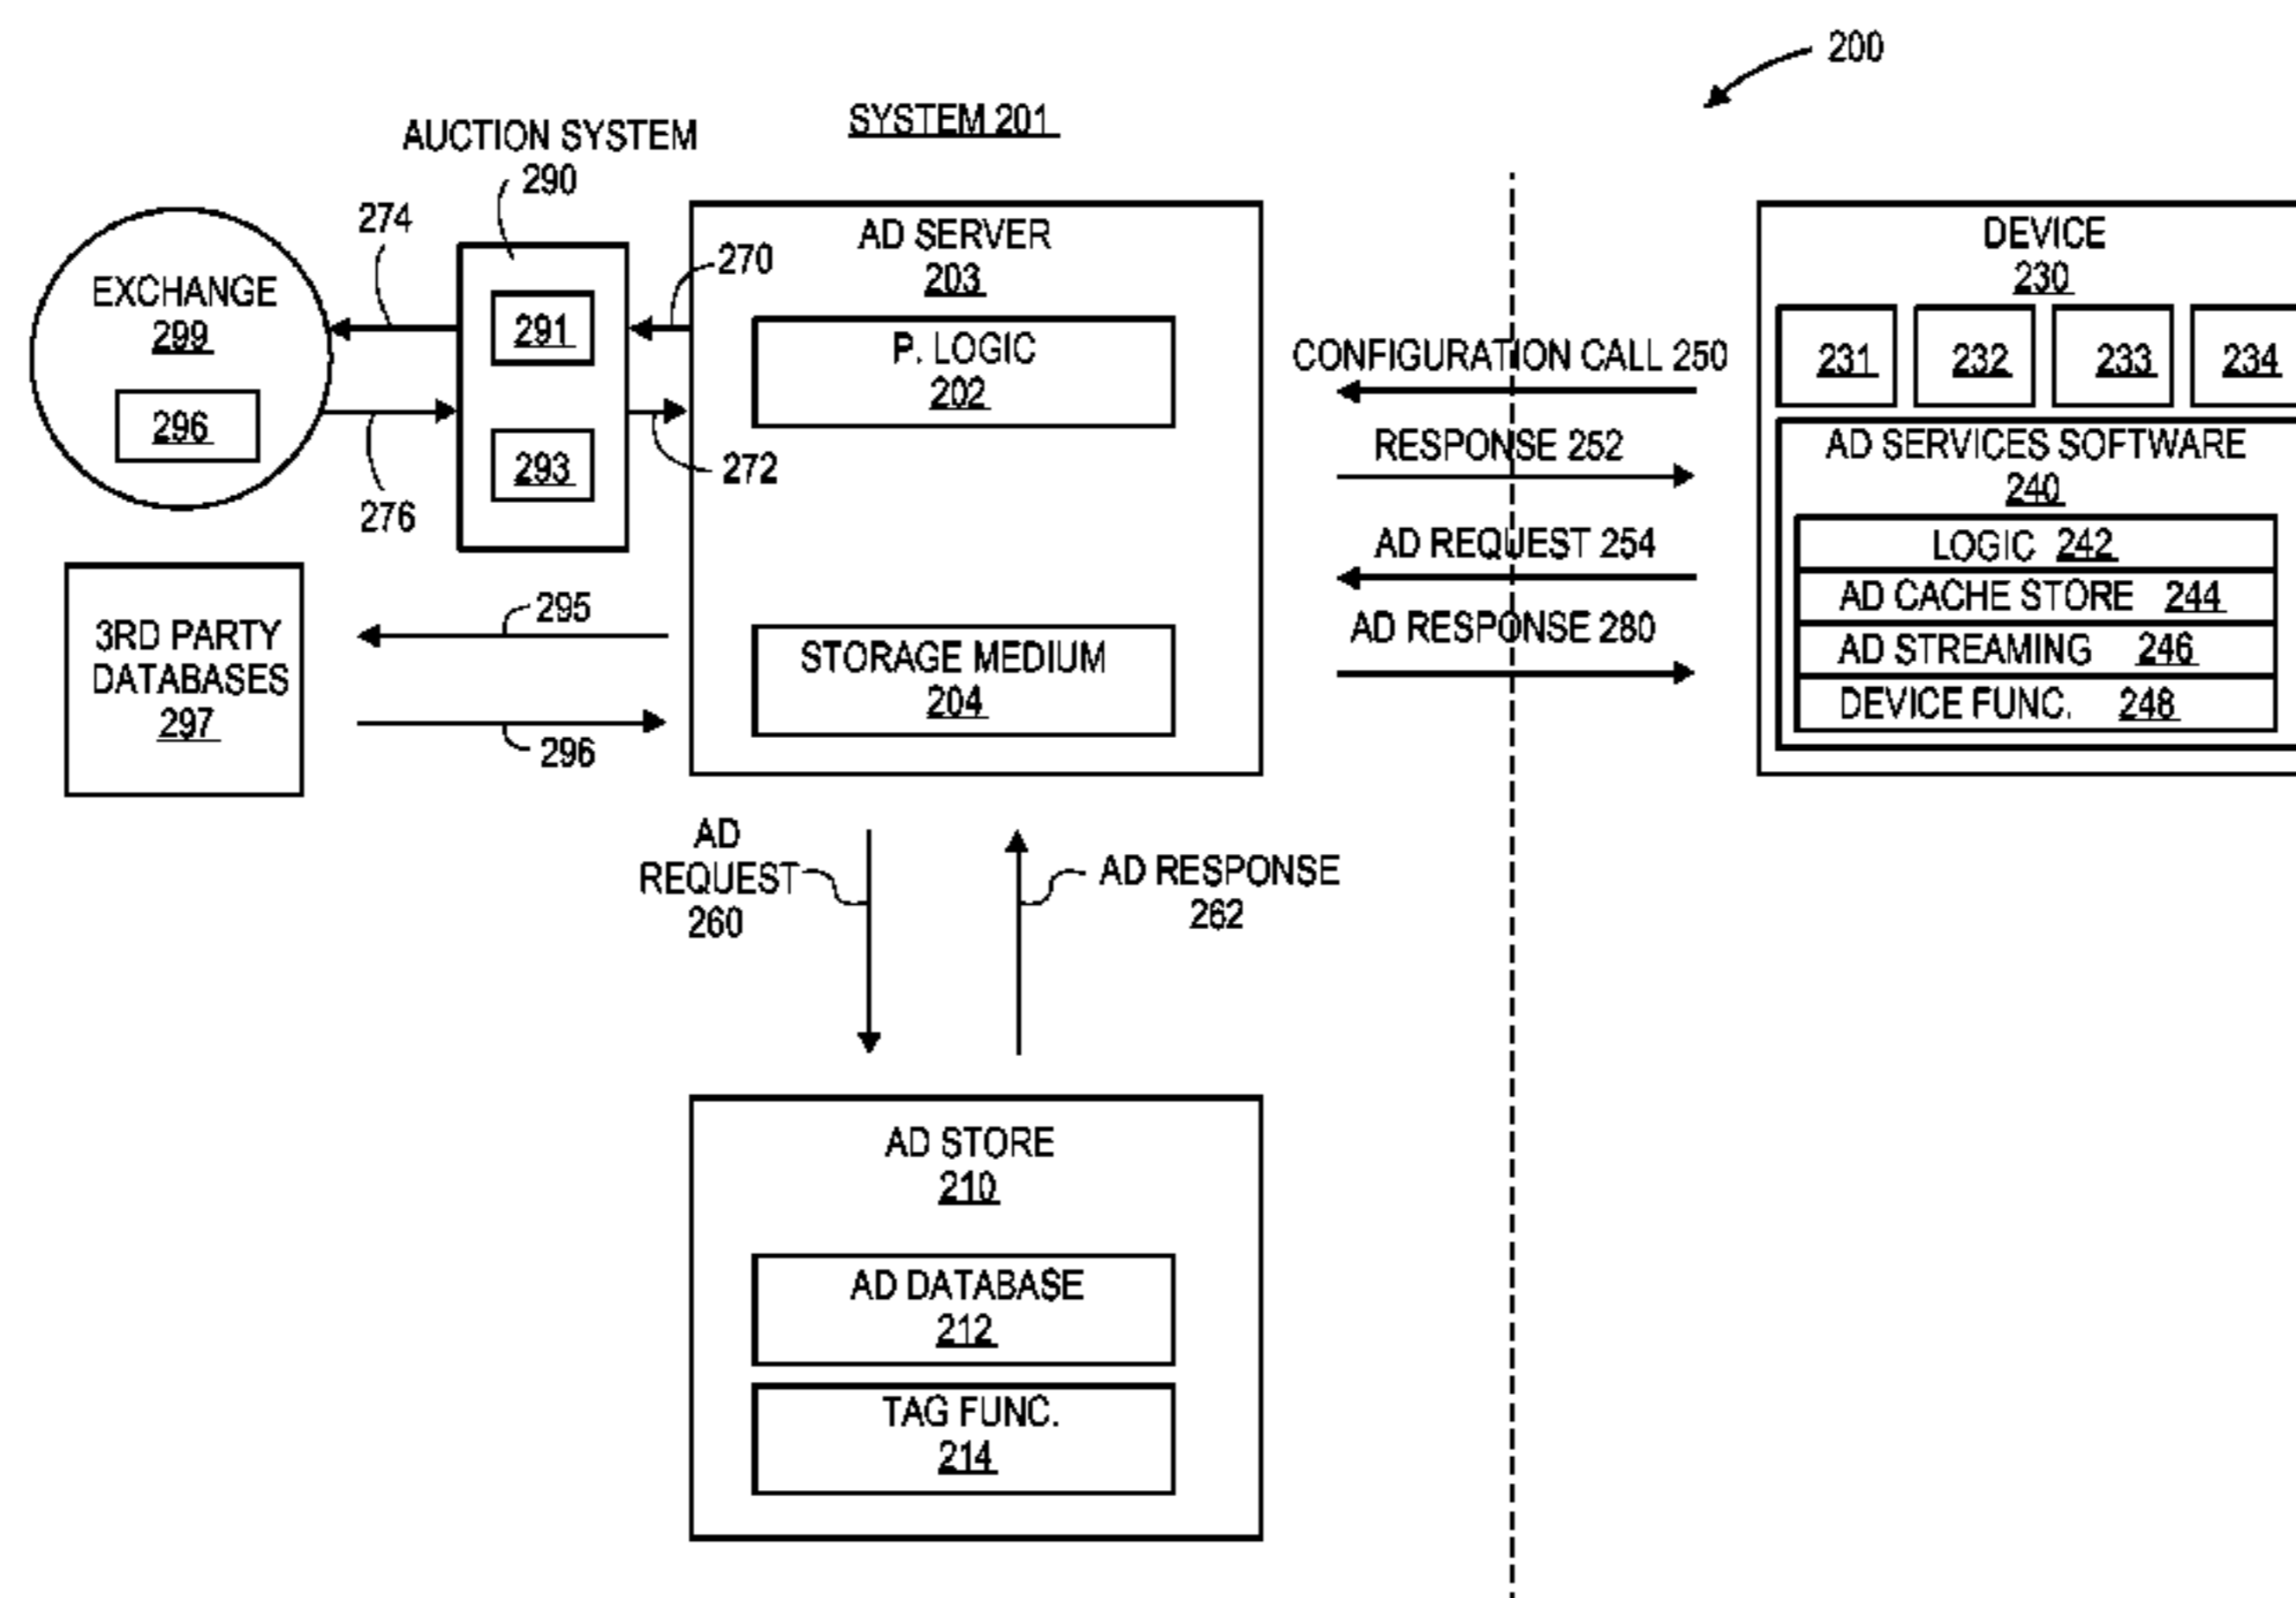 200
SYSTEM 201
AUCTION SYSTEM
290
274
EXCHANGE
299
296
276
291
293
270
272
AD SERVER
203
P. LOGIC
202
STORAGE MEDIUM
204
3RD PARTY
DATABASES
297
295
296
CONFIGURATION CALL 250
RESPONSE 252
AD REQUEST 254
AD RESPONSE 280
DEVICE
230
231 232 233 234
AD SERVICES SOFTWARE
240
LOGIC 242
AD CACHE STORE 244
AD STREAMING 246
DEVICE FUNC. 248
AD
REQUEST
260
AD RESPONSE
262
AD STORE
210
AD DATABASE
212
TAG FUNC.
214